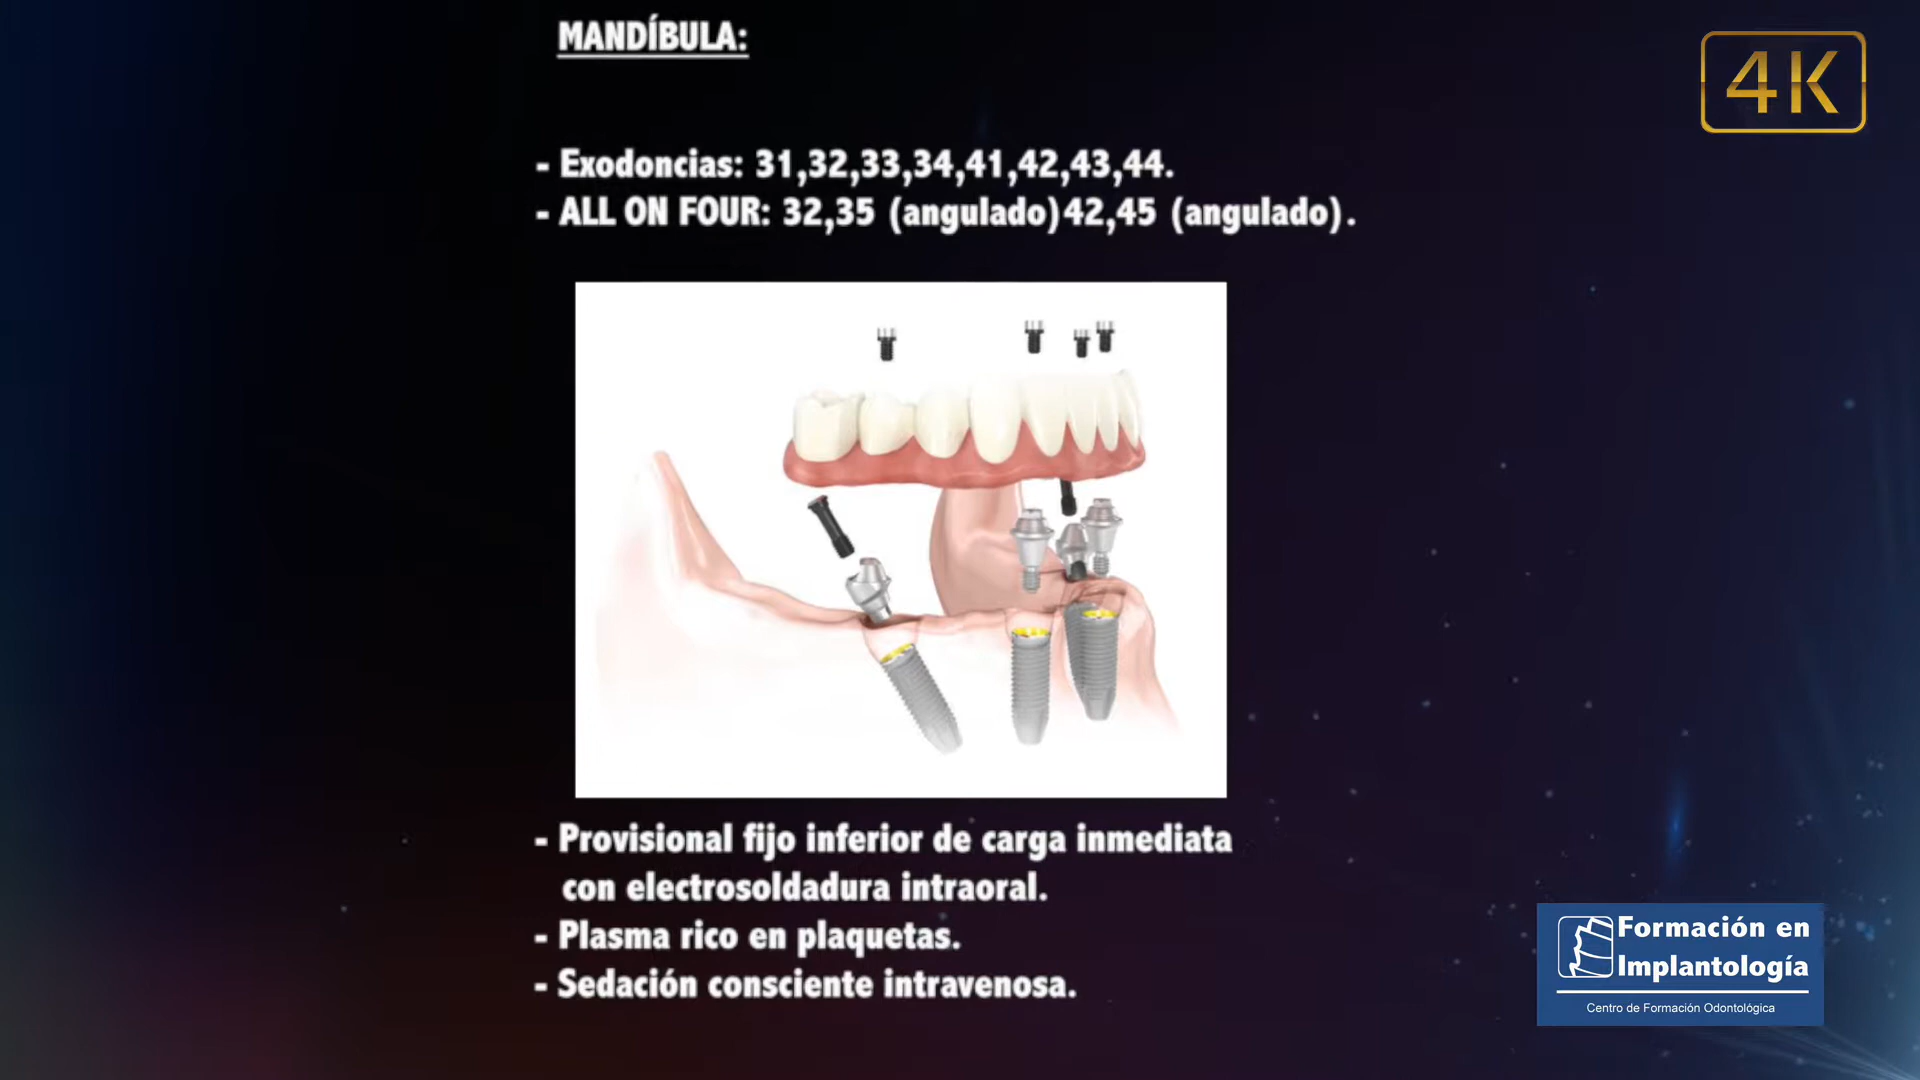 MANDÍBULA:
4K
- Exodoncias: 31,32,33,34,41,42,43,44.
- ALL ON FOUR: 32,35 (angulado)42,45 (angulado).
- Provisional fijo inferior de carga inmediata
con electrosoldadura intraoral.
- Plasma rico en plaquetas.
- Sedación consciente intravenosa.
Formación en
Implantología
Centro de Formación Odontológica